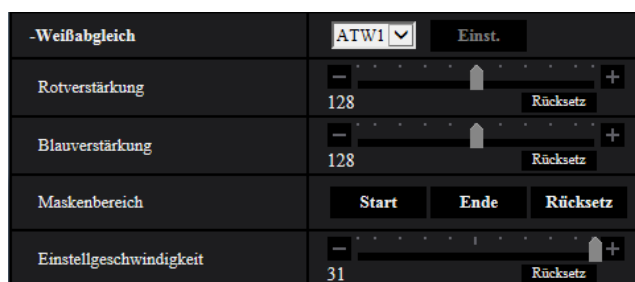 -Weißabgleich ATW1 Einst.
Rotverstärkung - +
128 Rücksetz
Blauverstärkung - +
128 Rücksetz
Maskenbereich Start Ende Rücksetz
Einstellgeschwindigkeit - +
31 Rücksetz